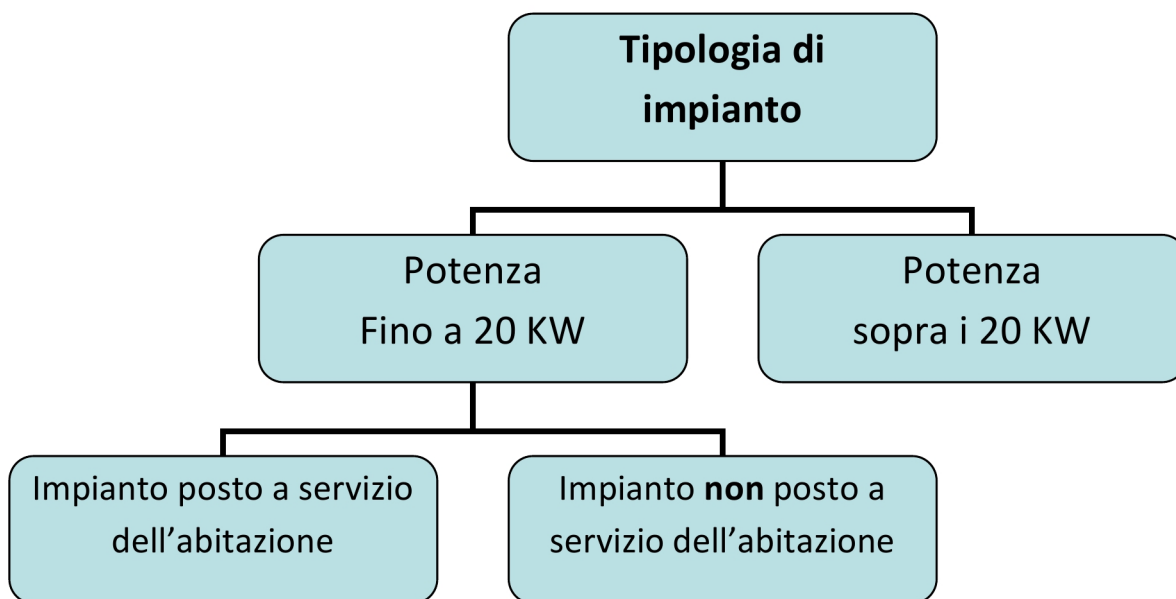 Tipologia di
impianto
Potenza
Fino a 20 KW
Potenza
sopra i 20 KW
Impianto posto a servizio
dell’abitazione
Impianto non posto a
servizio dell’abitazione